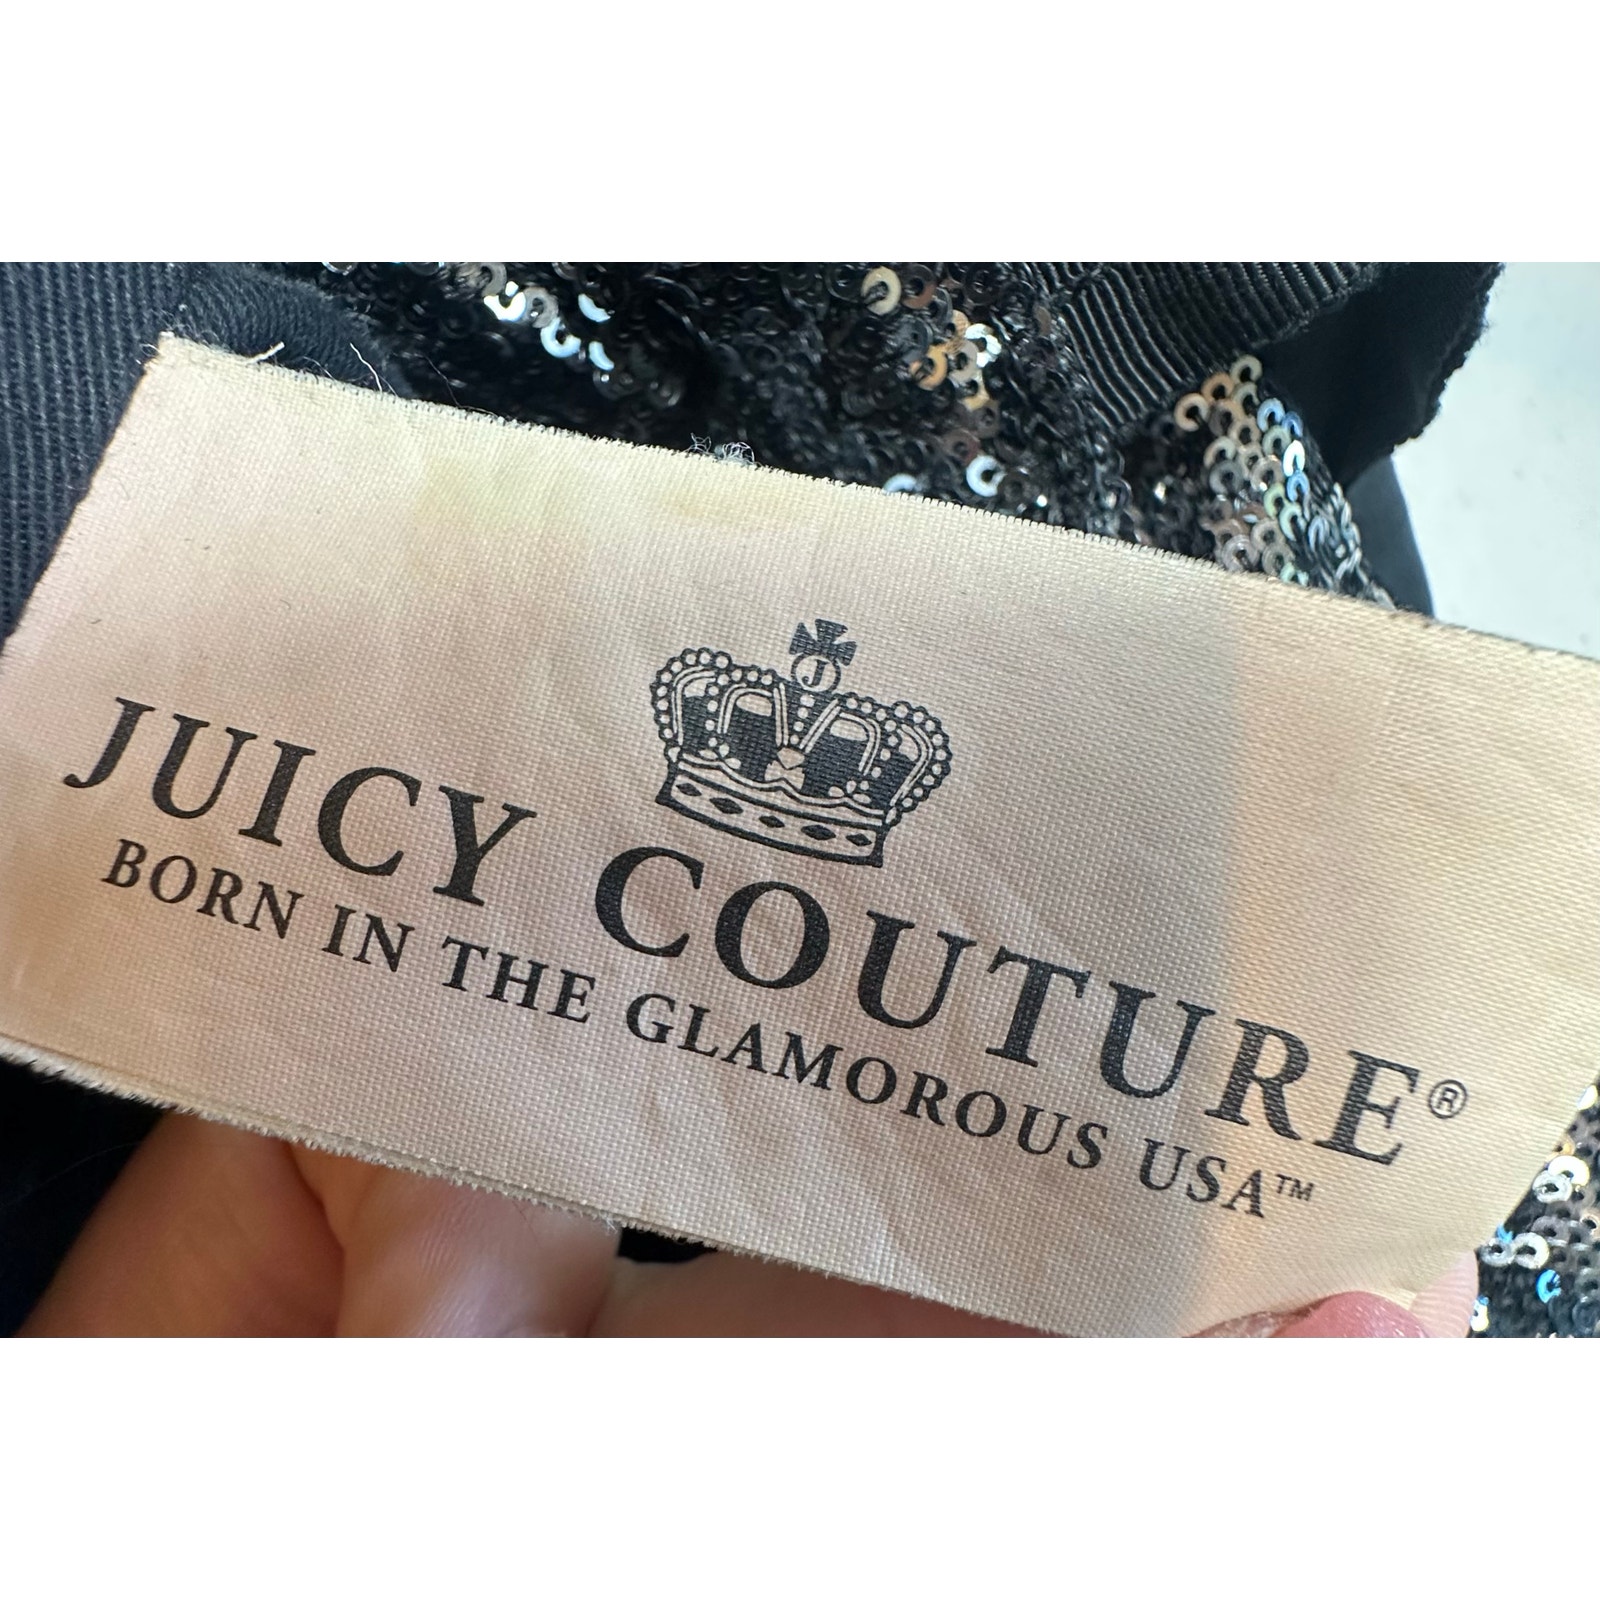 J
JUICY COUTURE®
BORN IN THE GLAMOROUS USA™